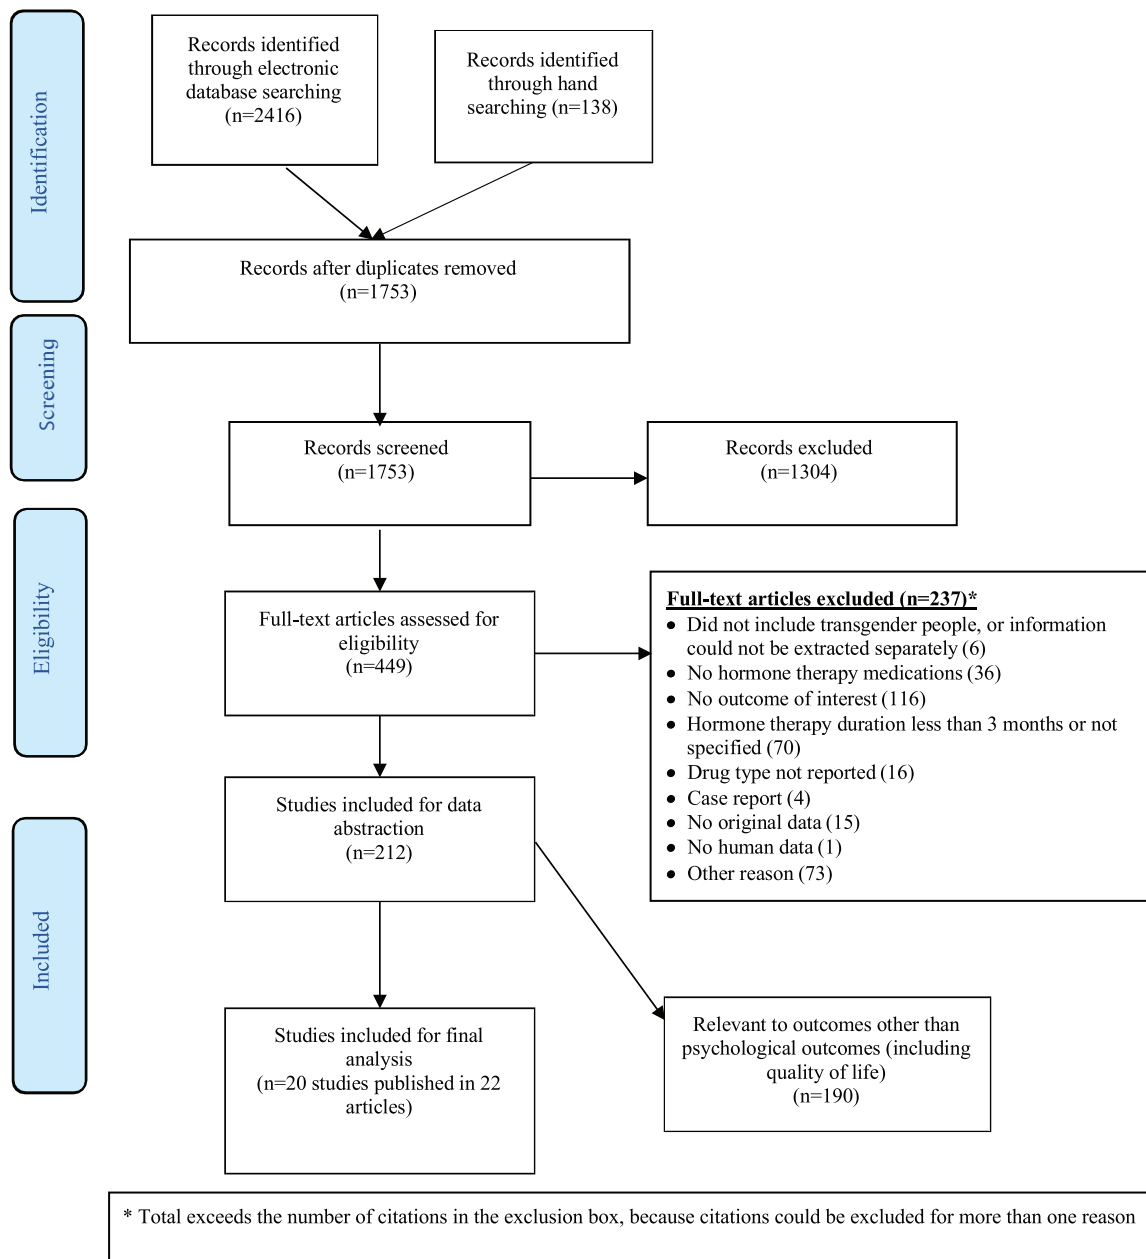 Identification
Records identified
through electronic
database searching
(n=2416)
Records identified
through hand
searching (n=138)
Records after duplicates removed
(n=1753)
Screening
Records screened
(n=1753)
Records excluded
(n=1304)
Eligibility
Full-text articles assessed for
eligibility
(n=449)
Full-text articles excluded (n=237)*
• Did not include transgender people, or information
could not be extracted separately (6)
• No hormone therapy medications (36)
• No outcome of interest (116)
• Hormone therapy duration less than 3 months or not
specified (70)
• Drug type not reported (16)
• Case report (4)
• No original data (15)
• No human data (1)
• Other reason (73)
Studies included for data
abstraction
(n=212)
Included
Studies included for final
analysis
(n=20 studies published in 22
articles)
Relevant to outcomes other than
psychological outcomes (including
quality of life)
(n=190)
* Total exceeds the number of citations in the exclusion box, because citations could be excluded for more than one reason